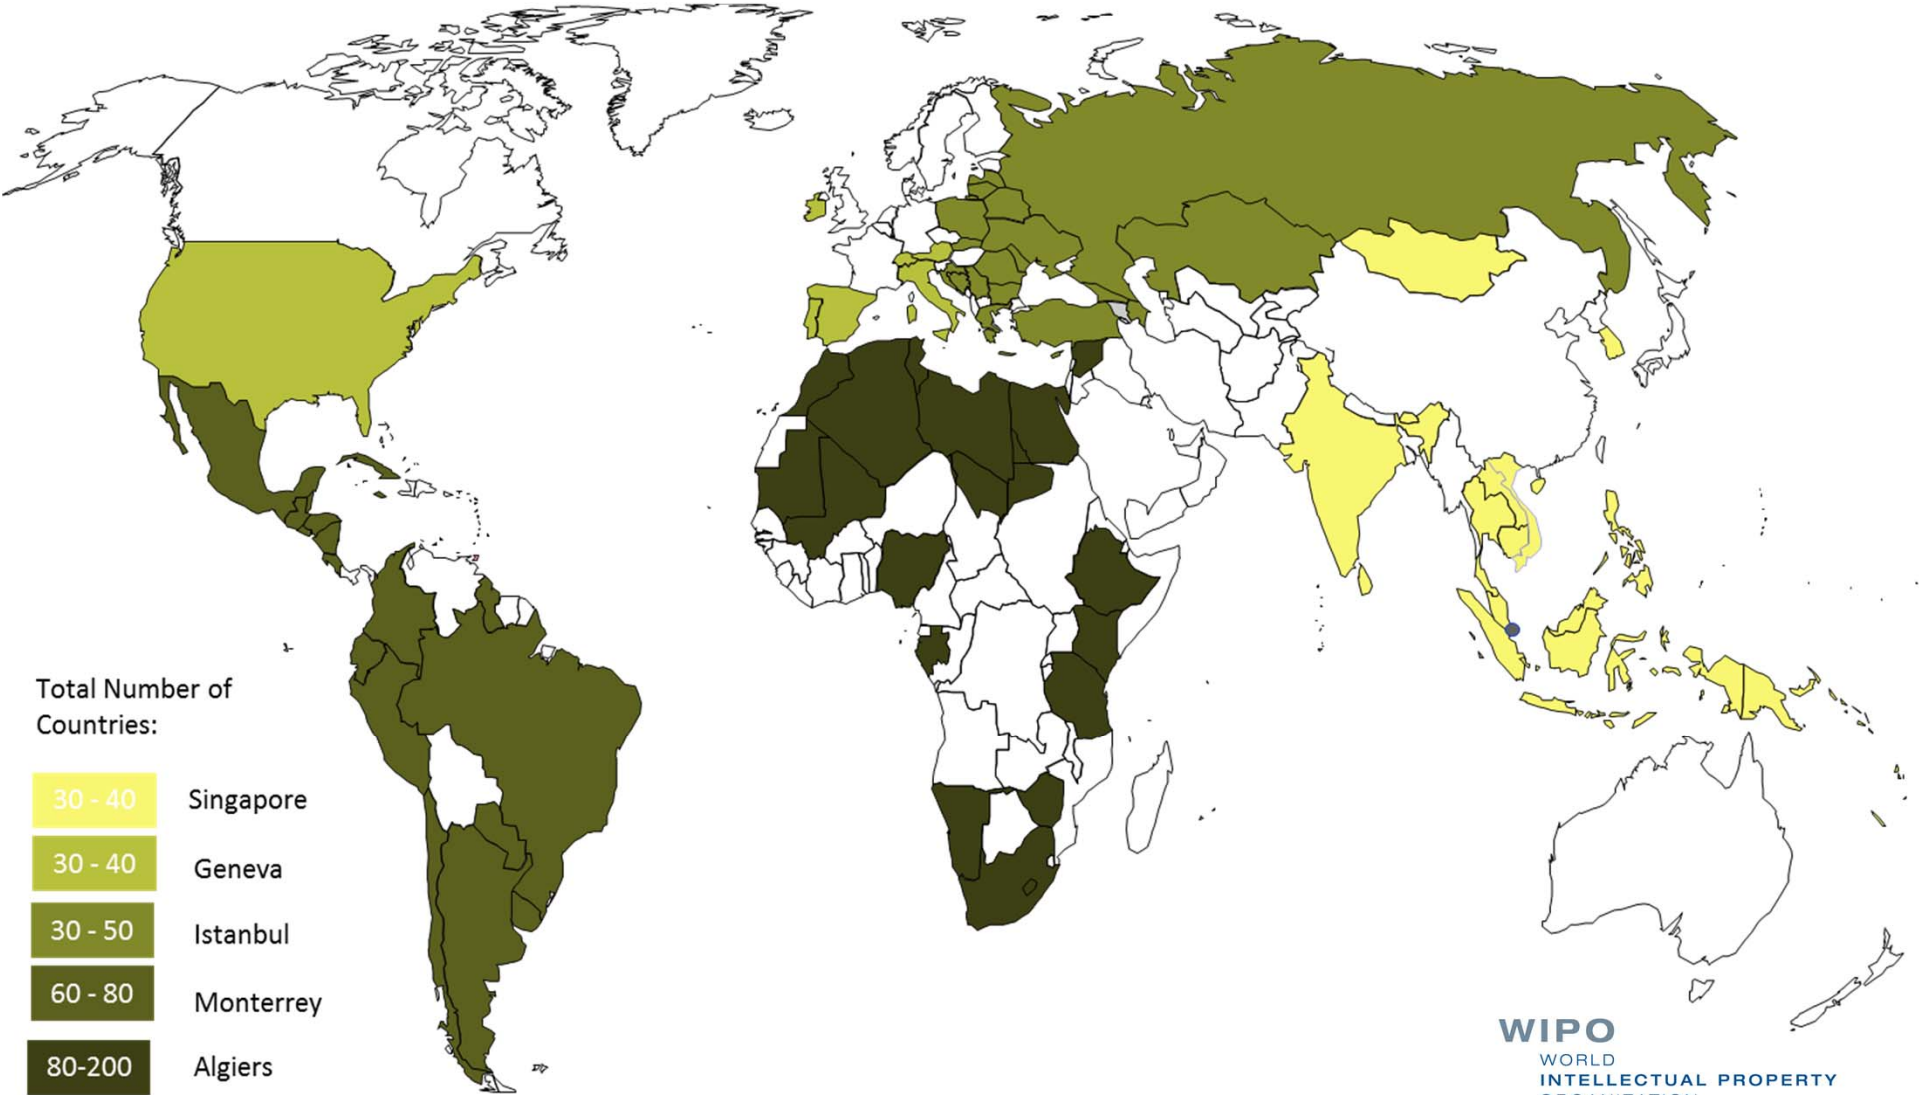 Total Number of
Countries:
30 - 40 Singapore
30 - 40 Geneva
30 - 50 Istanbul
60 - 80 Monterrey
80-200 Algiers
WIPO
WORLD
INTELLECTUAL PROPERTY